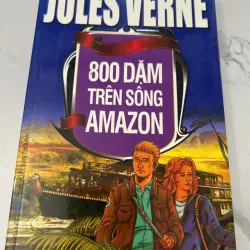 JULES VERNE
800 DẶM
TRÊN SÔNG
AMAZON